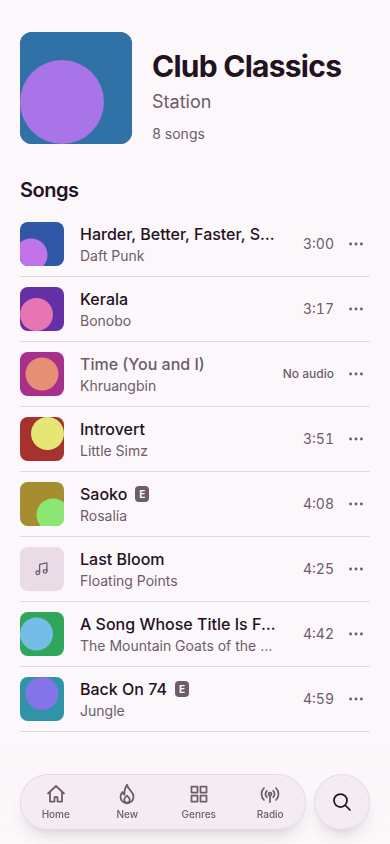 Club Classics
Station
8 songs
Songs
Harder, Better, Faster, S...
Daft Punk
3:00
Kerala
Bonobo
3:17
Time (You and I)
Khruangbin
No audio
Introvert
Little Simz
3:51
Saoko E
Rosalía
4:08
Last Bloom
Floating Points
4:25
A Song Whose Title Is F...
The Mountain Goats of the ...
4:42
Back On 74 E
Jungle
4:59
Home
New
Genres
Radio